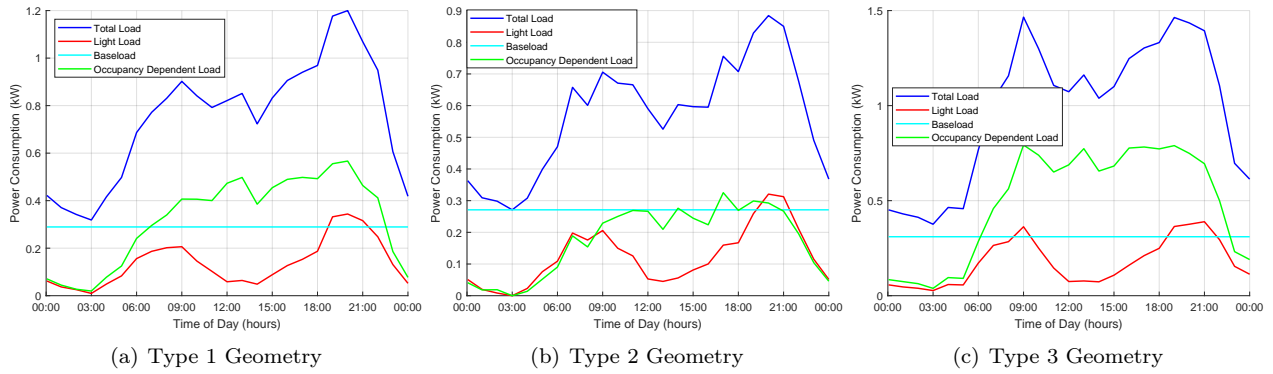 1.2
1
0.8
0.6
0.4
0.2
0
Power Consumption (kW)
Total Load
Light Load
Baseload
Occupancy Dependent Load
00:00 03:00 06:00 09:00 12:00 15:00 18:00 21:00 00:00
Time of Day (hours)
(a) Type 1 Geometry
0.9
0.8
0.7
0.6
0.5
0.4
0.3
0.2
0.1
0
Power Consumption (kW)
Total Load
Light Load
Baseload
Occupancy Dependent Load
00:00 03:00 06:00 09:00 12:00 15:00 18:00 21:00 00:00
Time of Day (hours)
(b) Type 2 Geometry
1.5
1
0.5
0
Power Consumption (kW)
Total Load
Light Load
Baseload
Occupancy Dependent Load
00:00 03:00 06:00 09:00 12:00 15:00 18:00 21:00 00:00
Time of Day (hours)
(c) Type 3 Geometry